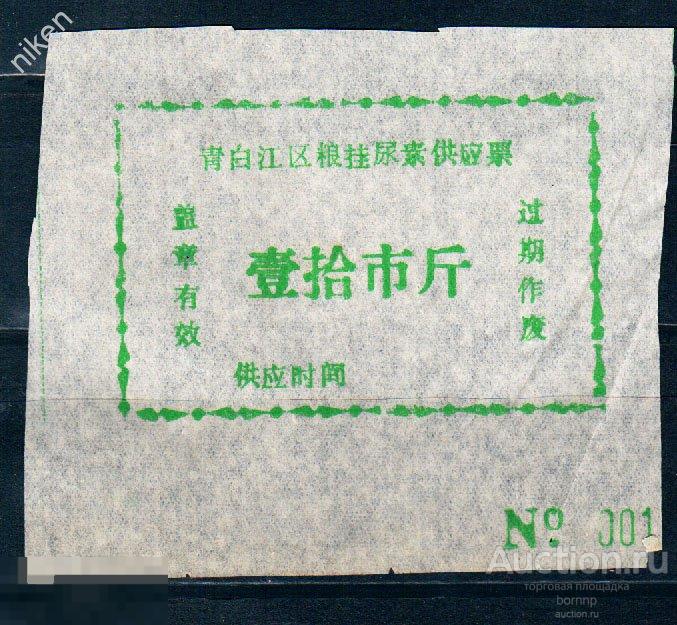 niken
青白江区粮挂尿素供应票
盖章有效
壹拾市斤
过期作废
供应时间
№ 001
Auction.ru
торговая площадка
bornnp
auction.ru